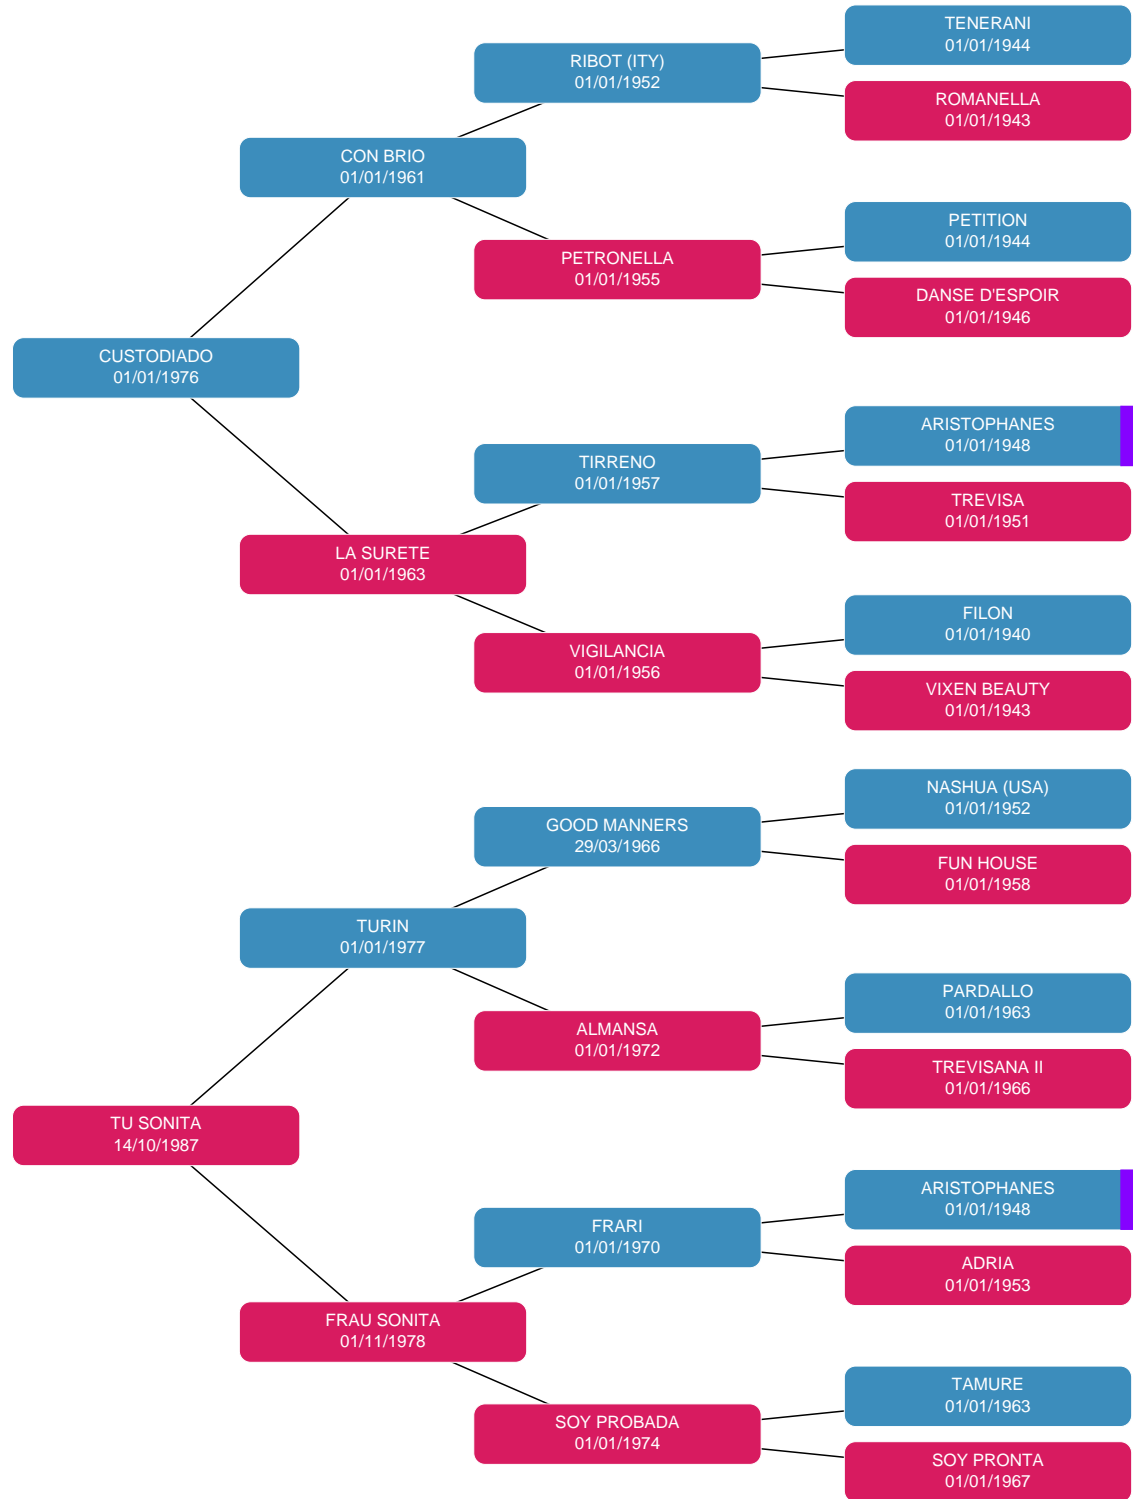 TENERANI
01/01/1944
RIBOT (ITY)
01/01/1952
ROMANELLA
01/01/1943
CON BRIO
01/01/1961
PETITION
01/01/1944
PETRONELLA
01/01/1955
DANSE D'ESPOIR
01/01/1946
CUSTODIADO
01/01/1976
ARISTOPHANES
01/01/1948
TIRRENO
01/01/1957
TREVISA
01/01/1951
LA SURETE
01/01/1963
FILON
01/01/1940
VIGILANCIA
01/01/1956
VIXEN BEAUTY
01/01/1943
NASHUA (USA)
01/01/1952
GOOD MANNERS
29/03/1966
FUN HOUSE
01/01/1958
TURIN
01/01/1977
PARDALLO
01/01/1963
ALMANSA
01/01/1972
TREVISANA II
01/01/1966
TU SONITA
14/10/1987
ARISTOPHANES
01/01/1948
FRARI
01/01/1970
ADRIA
01/01/1953
FRAU SONITA
01/11/1978
TAMURE
01/01/1963
SOY PROBADA
01/01/1974
SOY PRONTA
01/01/1967